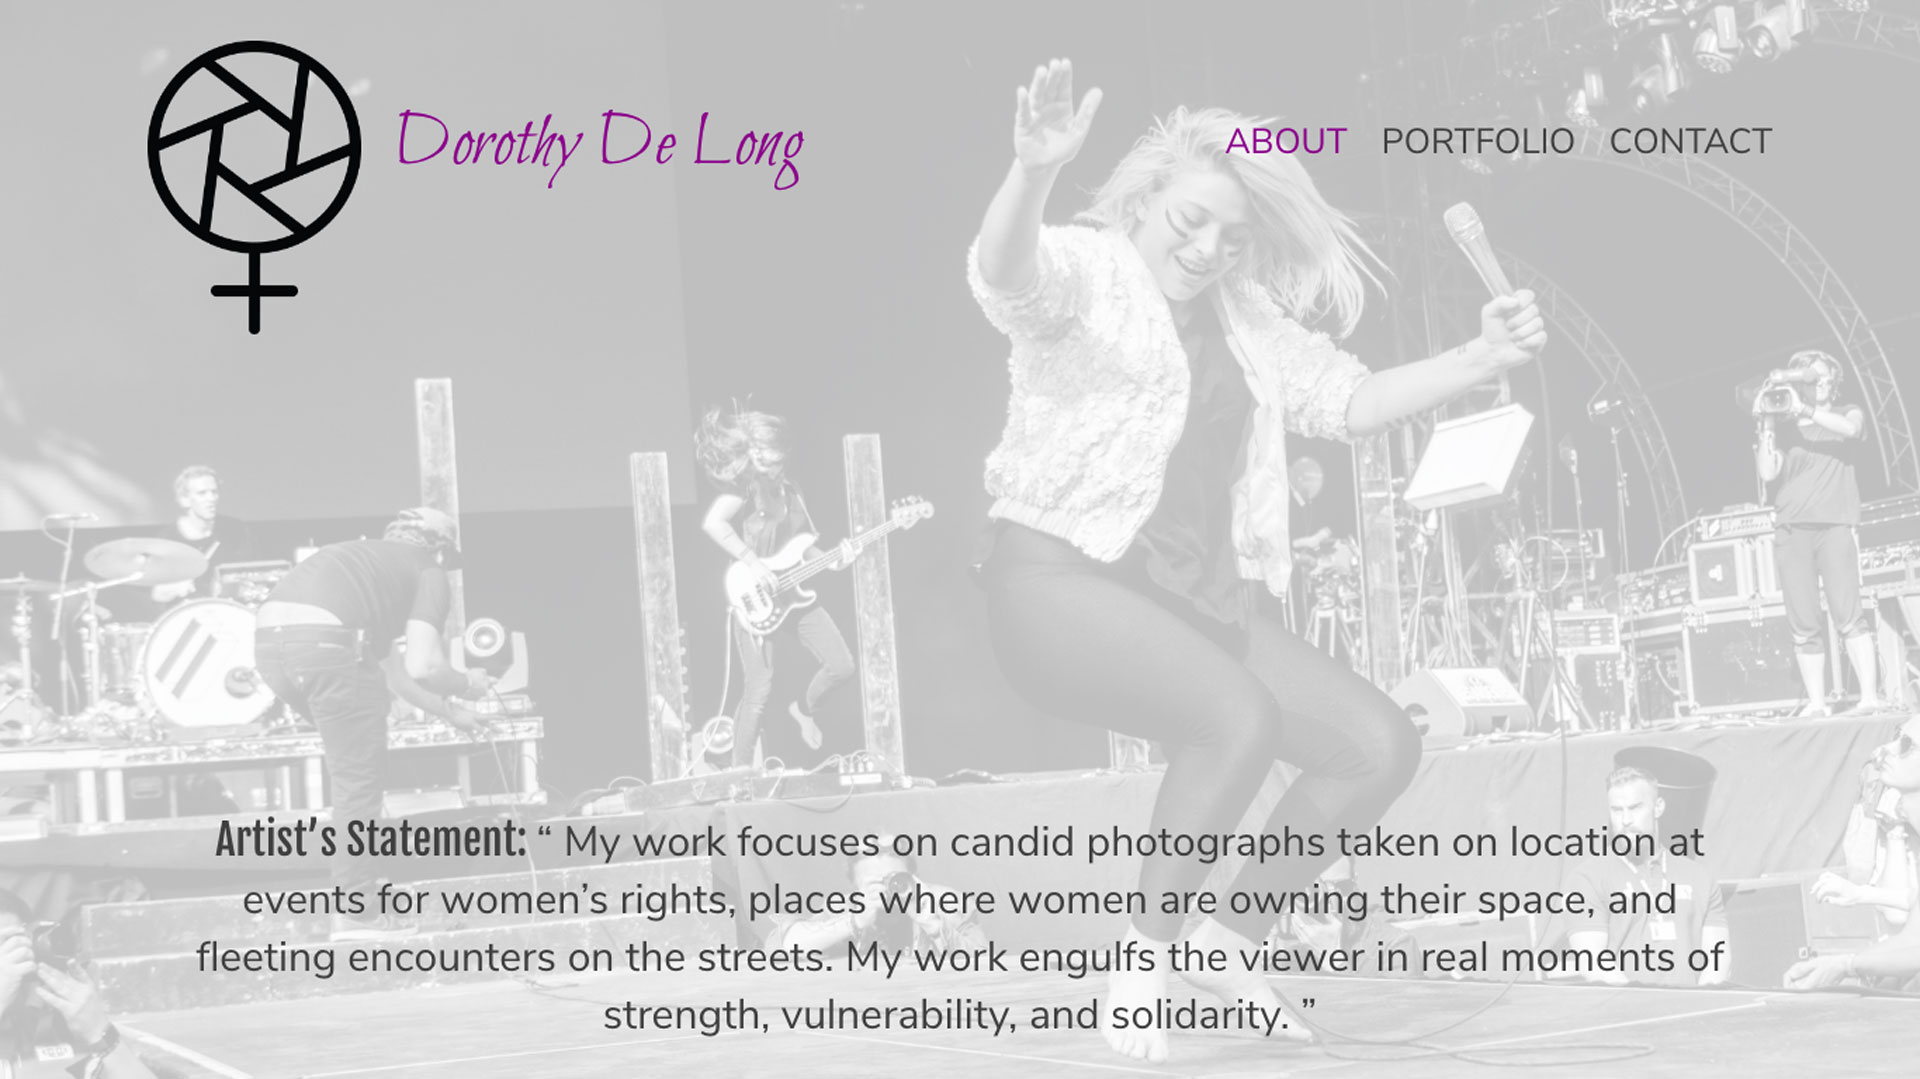 Dorothy De Long
ABOUT PORTFOLIO CONTACT
Artist’s Statement: “ My work focuses on candid photographs taken on location at
events for women’s rights, places where women are owning their space, and
fleeting encounters on the streets. My work engulfs the viewer in real moments of
strength, vulnerability, and solidarity. ”